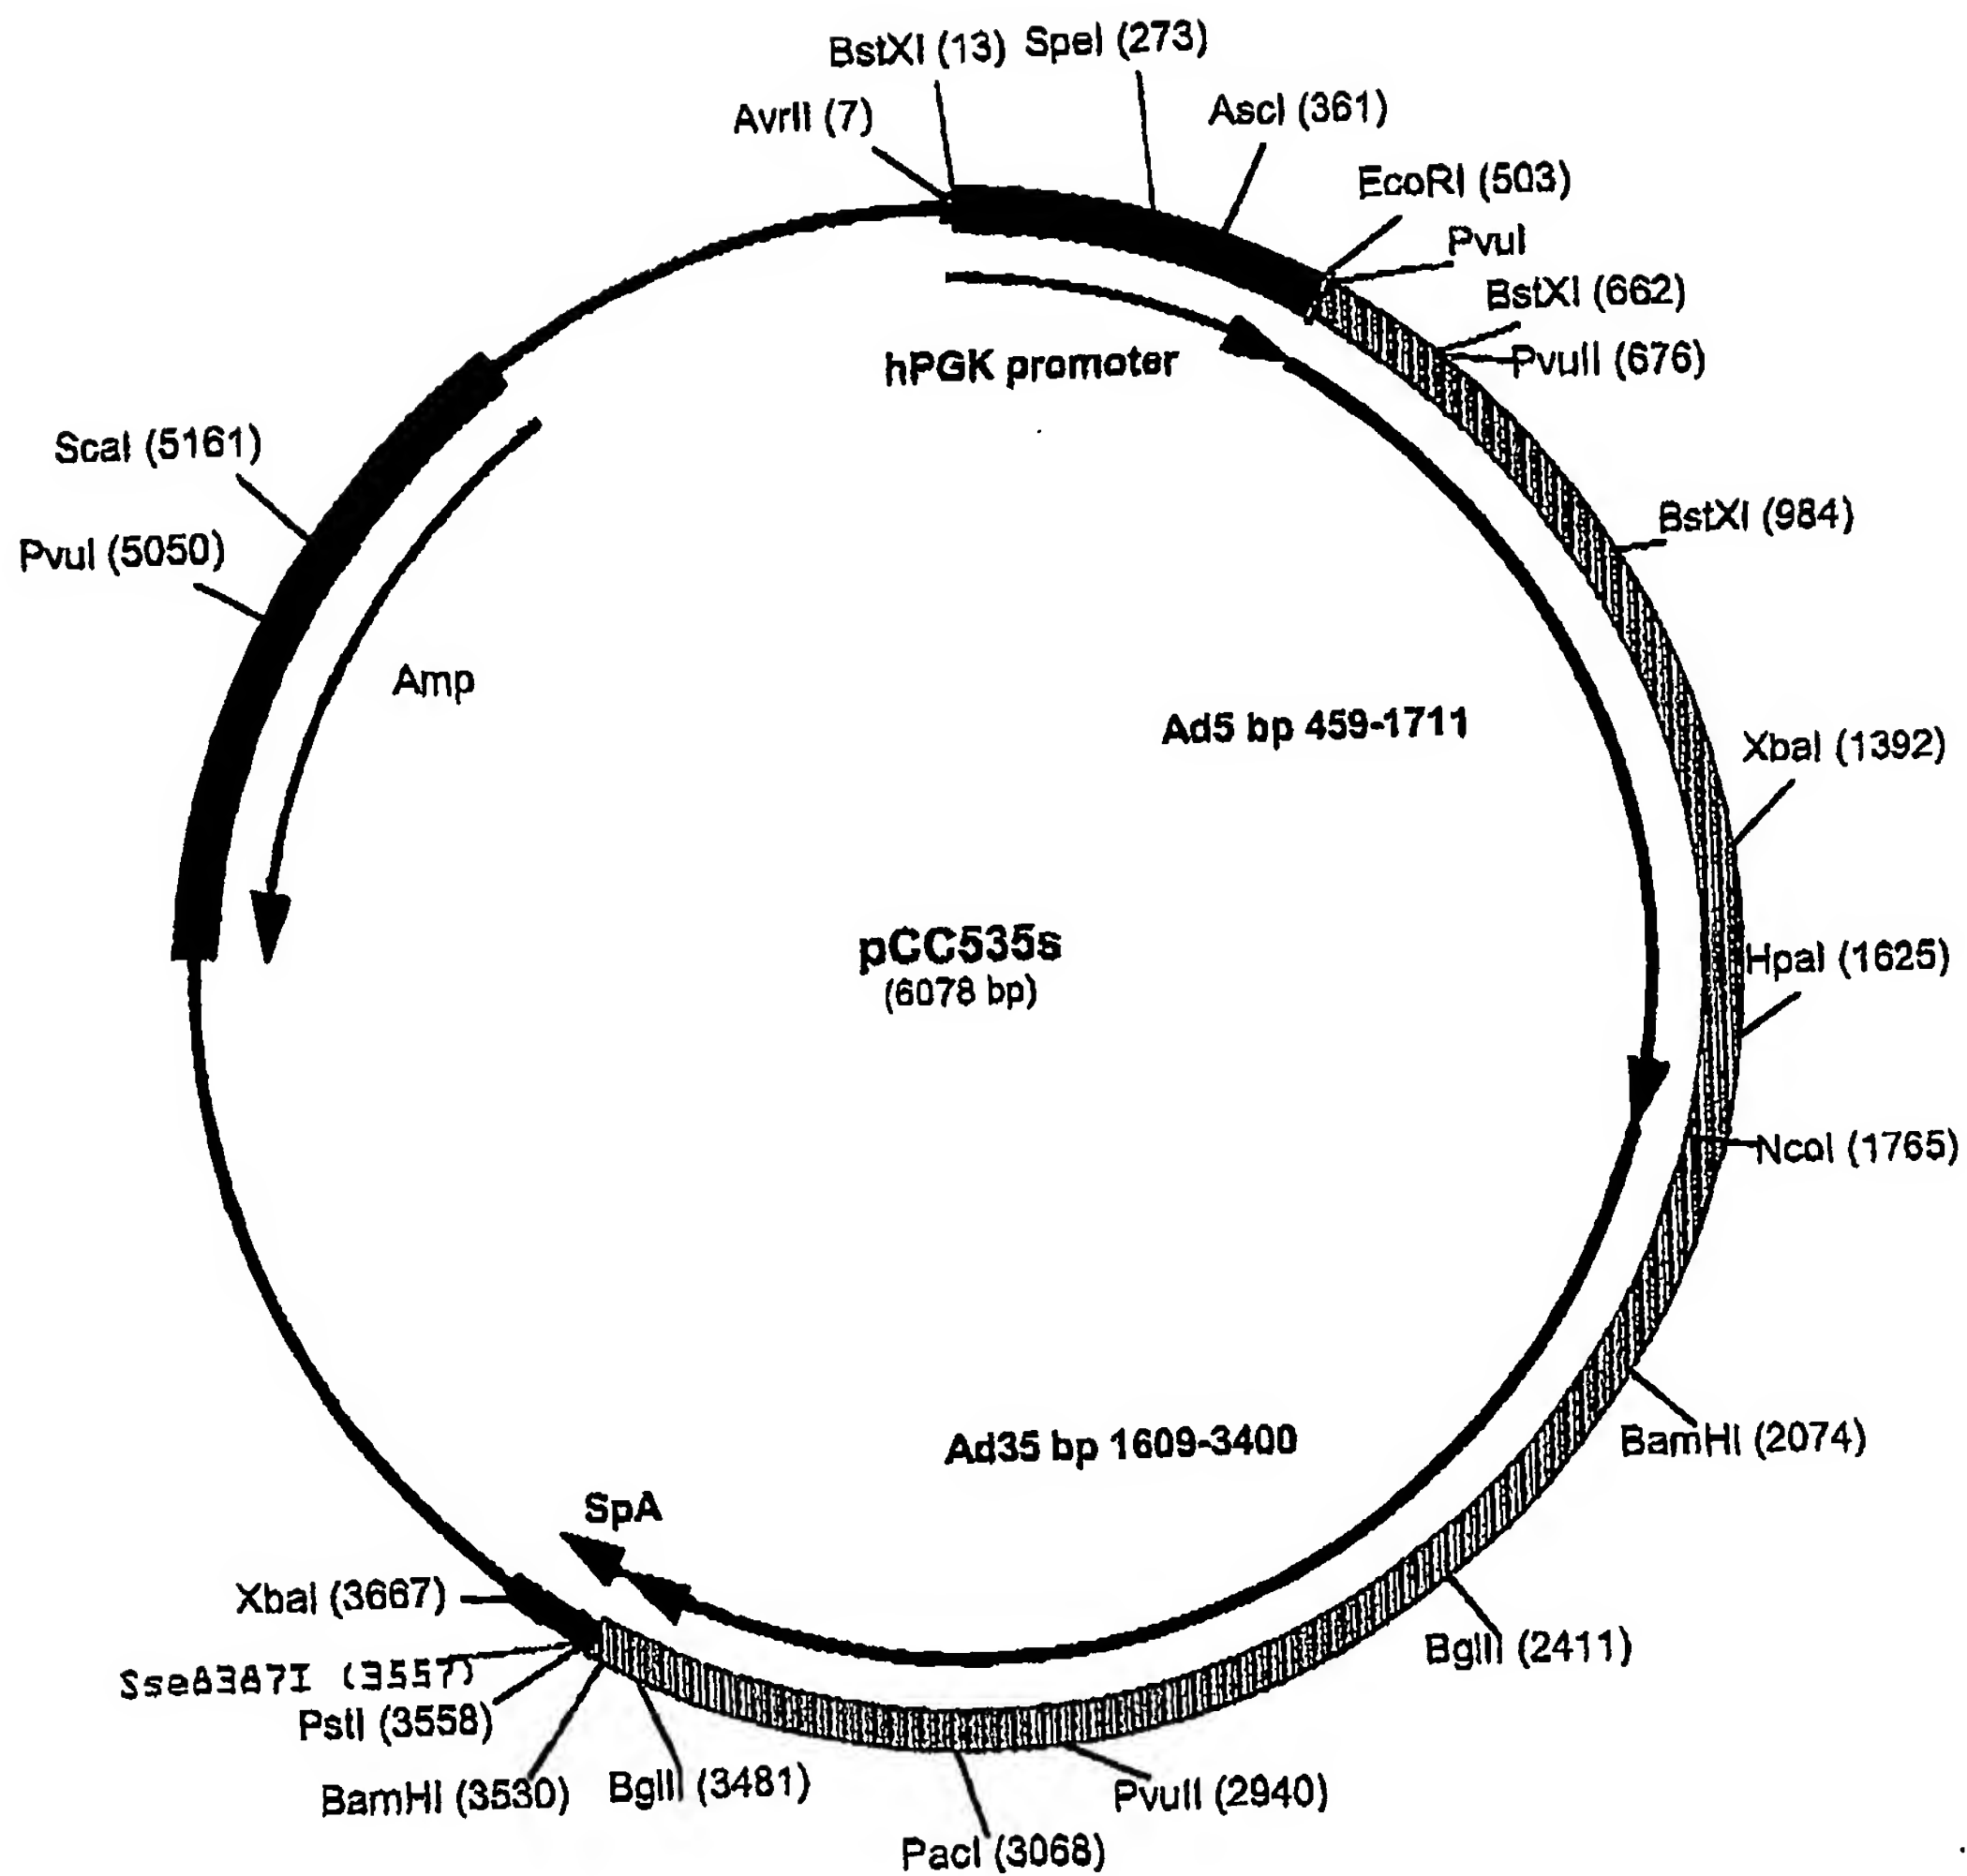 BstXI (13)
SpeI (273)
AvrII (7)
AscI (361)
EcoRI (503)
PvuI
BstXI (662)
PvuII (676)
hPGK promoter
ScaI (5161)
PvuI (5050)
BstXI (984)
Amp
Ad5 bp 459-1711
XbaI (1392)
pCC535s
(6078 bp)
HpaI (1625)
NcoI (1765)
BamHI (2074)
Ad35 bp 1609-3400
SpA
XbaI (3667)
Sse8387I (3557)
PstI (3558)
BglII (2411)
BamHI (3530)
BglII (3481)
PvuII (2940)
PacI (3068)